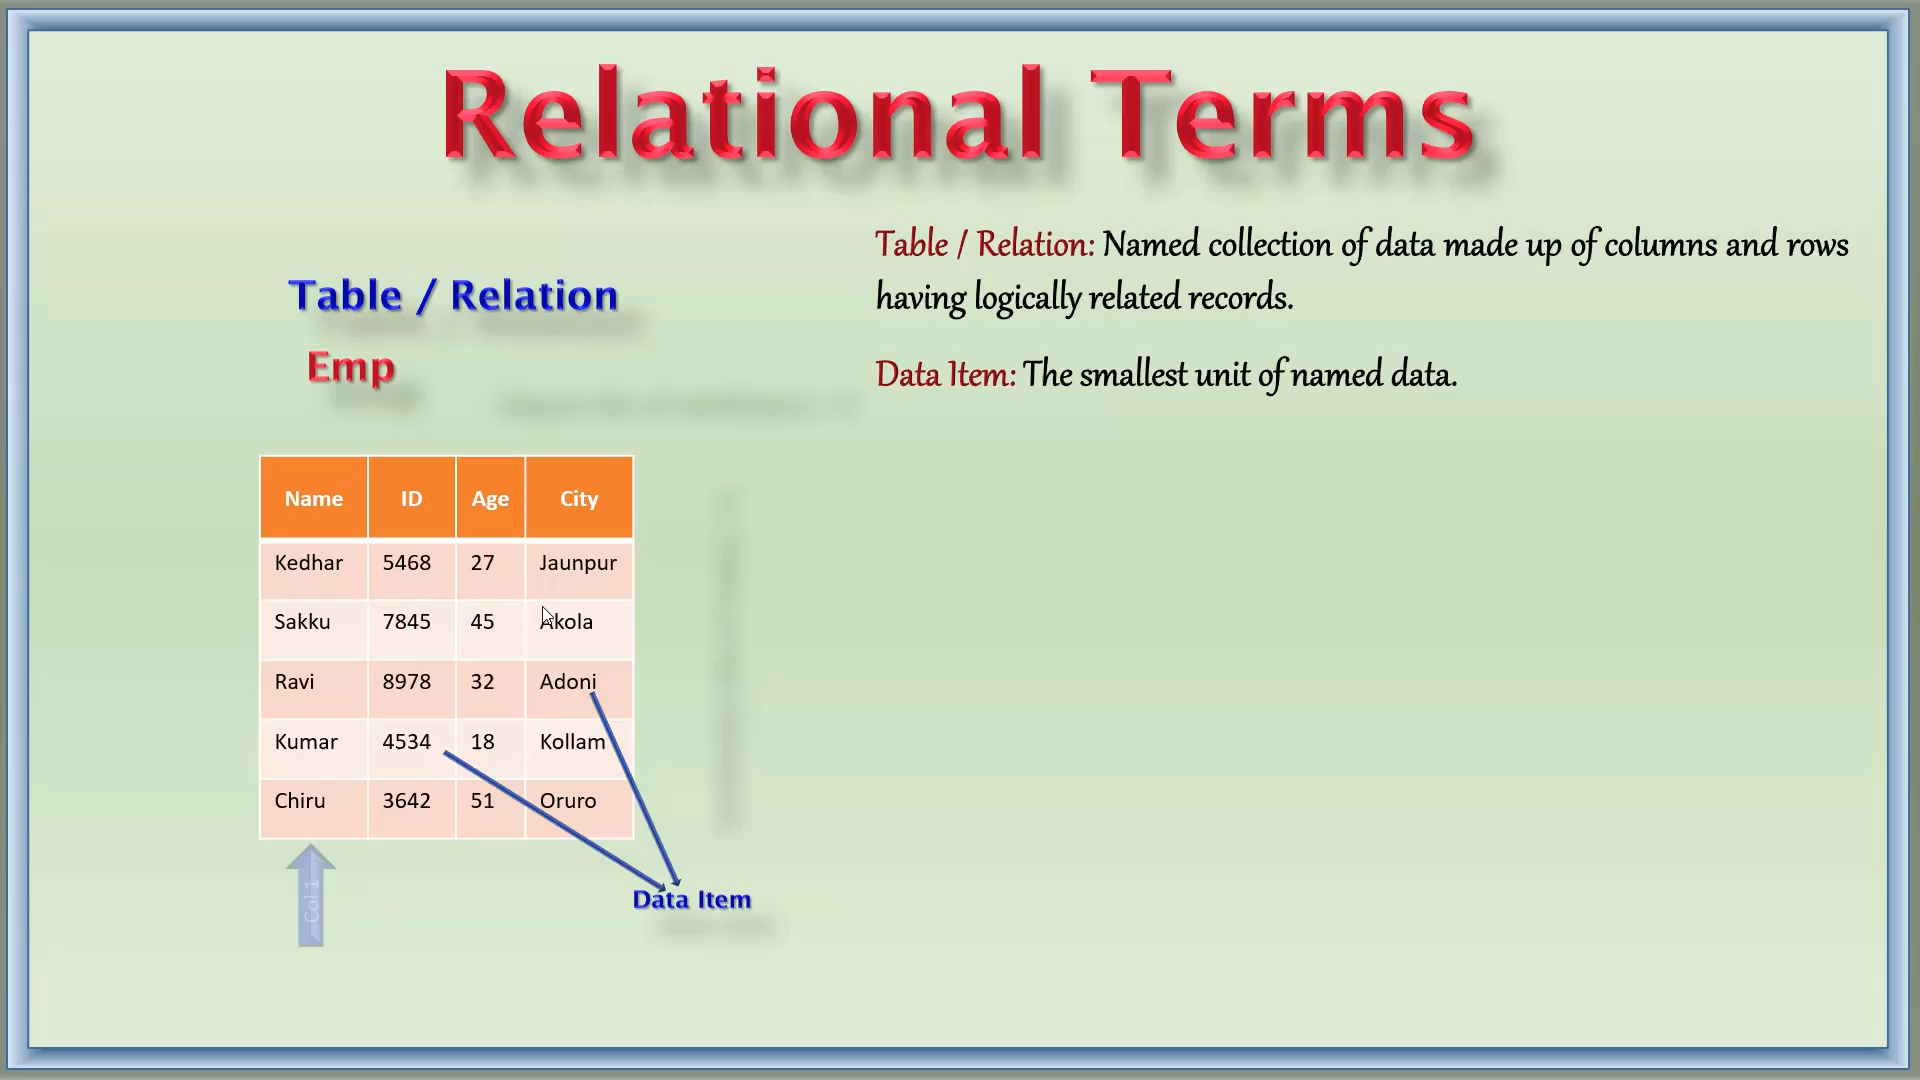 Relational Terms
Table / Relation: Named collection of data made up of columns and rows
having logically related records.
Data Item: The smallest unit of named data.
Table / Relation
Emp
Name ID Age City
Kedhar 5468 27 Jaunpur
Sakku 7845 45 Akola
Ravi 8978 32 Adoni
Kumar 4534 18 Kollam
Chiru 3642 51 Oruro
Col 1
Data Item